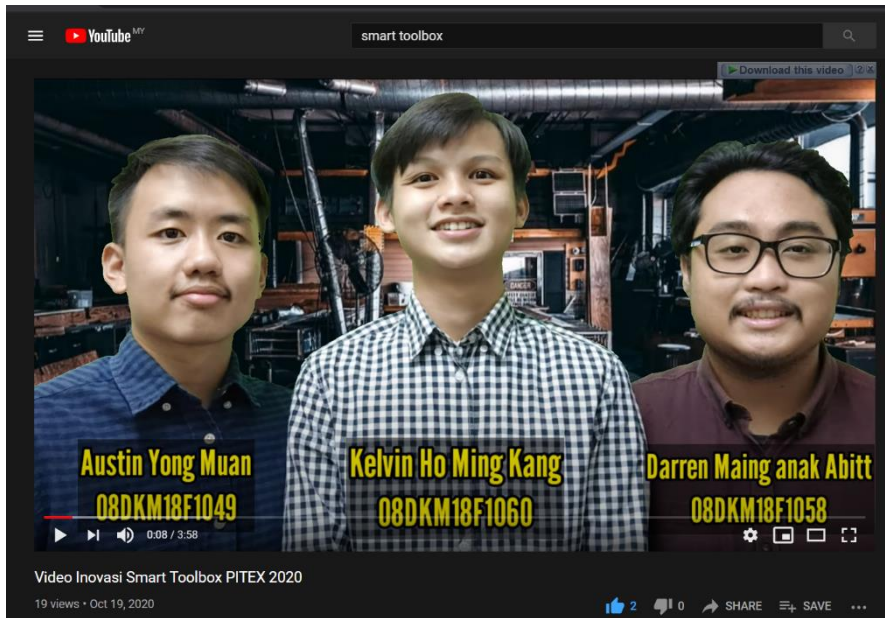 YouTube MY
smart toolbox
Download this video ? X
DANGER
Austin Yong Muan
08DKM18F1049
Kelvin Ho Ming Kang
08DKM18F1060
Darren Maing anak Abitt
08DKM18F1058
0:08 / 3:58
Video Inovasi Smart Toolbox PITEX 2020
19 views • Oct 19, 2020
2
0
SHARE
SAVE